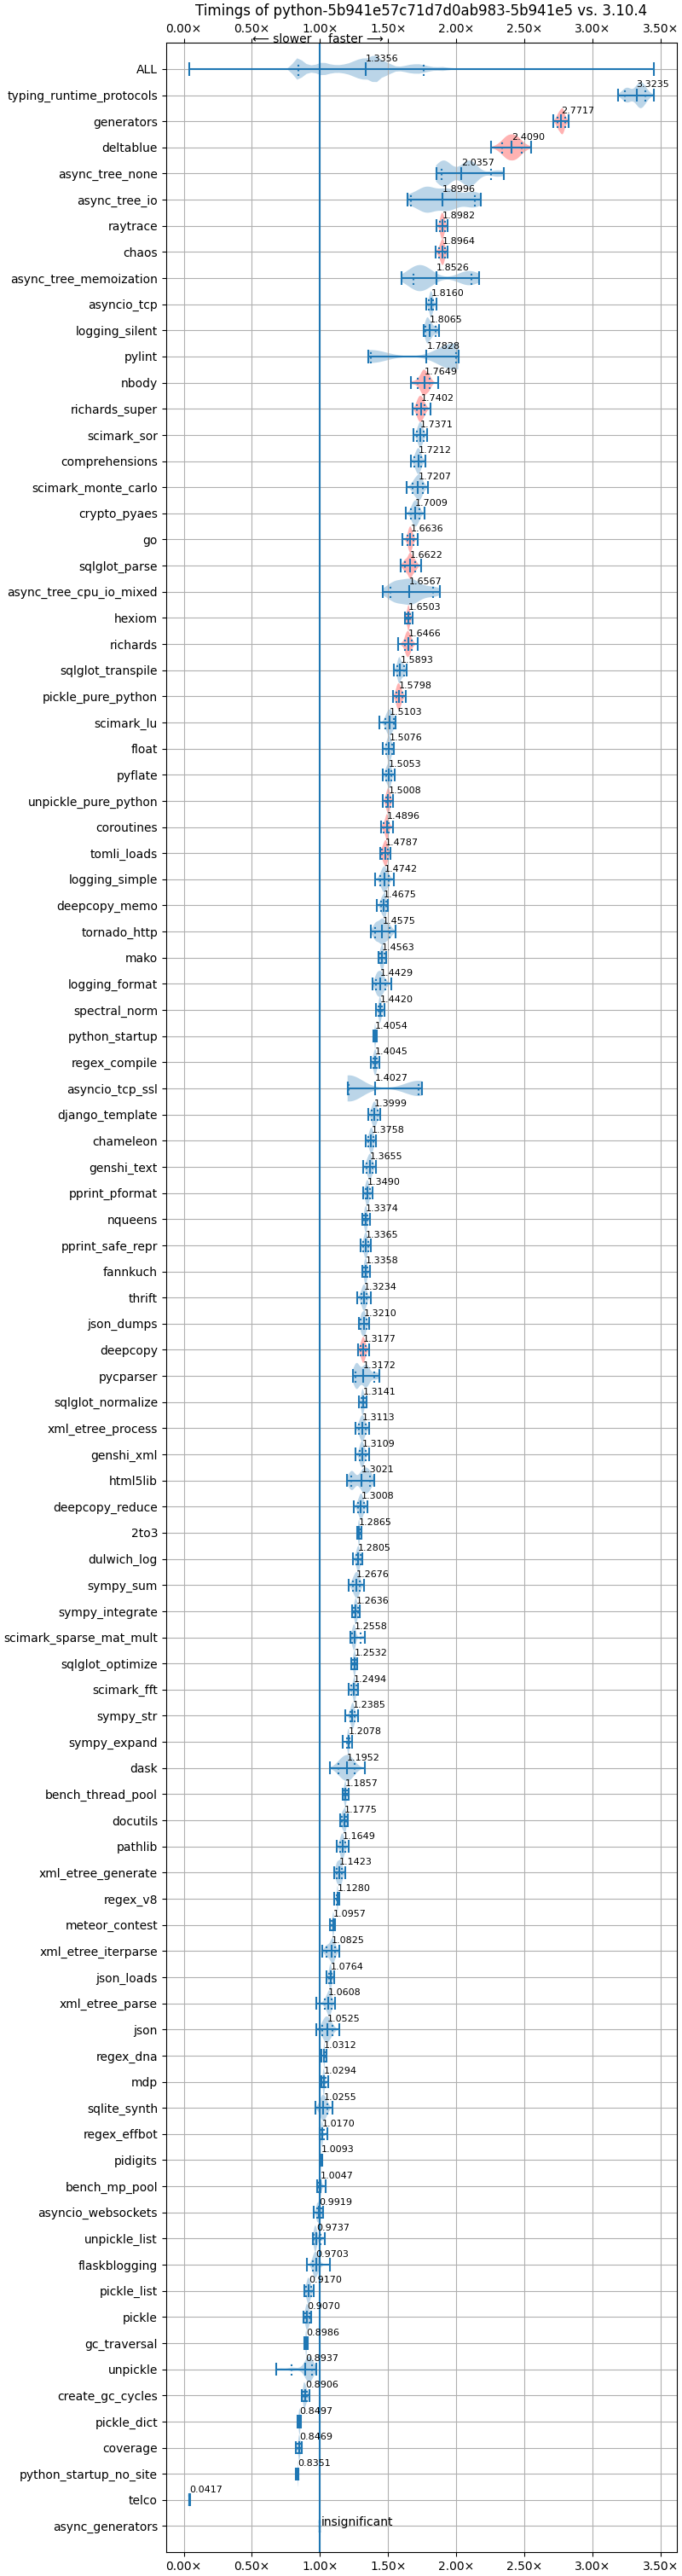 Timings of python-5b941e57c71d7d0ab983-5b941e5 vs. 3.10.4
0.00× 0.50× 1.00× 1.50× 2.00× 2.50× 3.00× 3.50×
⟵ slower faster ⟶
ALL 1.3356
typing_runtime_protocols 3.3235
generators 2.7717
deltablue 2.4090
async_tree_none 2.0357
async_tree_io 1.8996
raytrace 1.8982
chaos 1.8964
async_tree_memoization 1.8526
asyncio_tcp 1.8160
logging_silent 1.8065
pylint 1.7828
nbody 1.7649
richards_super 1.7402
scimark_sor 1.7371
comprehensions 1.7212
scimark_monte_carlo 1.7207
crypto_pyaes 1.7009
go 1.6636
sqlglot_parse 1.6622
async_tree_cpu_io_mixed 1.6567
hexiom 1.6503
richards 1.6466
sqlglot_transpile 1.5893
pickle_pure_python 1.5798
scimark_lu 1.5103
float 1.5076
pyflate 1.5053
unpickle_pure_python 1.5008
coroutines 1.4896
tomli_loads 1.4787
logging_simple 1.4742
deepcopy_memo 1.4675
tornado_http 1.4575
mako 1.4563
logging_format 1.4429
spectral_norm 1.4420
python_startup 1.4054
regex_compile 1.4045
asyncio_tcp_ssl 1.4027
django_template 1.3999
chameleon 1.3758
genshi_text 1.3655
pprint_pformat 1.3490
nqueens 1.3374
pprint_safe_repr 1.3365
fannkuch 1.3358
thrift 1.3234
json_dumps 1.3210
deepcopy 1.3177
pycparser 1.3172
sqlglot_normalize 1.3141
xml_etree_process 1.3113
genshi_xml 1.3109
html5lib 1.3021
deepcopy_reduce 1.3008
2to3 1.2865
dulwich_log 1.2805
sympy_sum 1.2676
sympy_integrate 1.2636
scimark_sparse_mat_mult 1.2558
sqlglot_optimize 1.2532
scimark_fft 1.2494
sympy_str 1.2385
sympy_expand 1.2078
dask 1.1952
bench_thread_pool 1.1857
docutils 1.1775
pathlib 1.1649
xml_etree_generate 1.1423
regex_v8 1.1280
meteor_contest 1.0957
xml_etree_iterparse 1.0825
json_loads 1.0764
xml_etree_parse 1.0608
json 1.0525
regex_dna 1.0312
mdp 1.0294
sqlite_synth 1.0255
regex_effbot 1.0170
pidigits 1.0093
bench_mp_pool 1.0047
asyncio_websockets 0.9919
unpickle_list 0.9737
flaskblogging 0.9703
pickle_list 0.9170
pickle 0.9070
gc_traversal 0.8986
unpickle 0.8937
create_gc_cycles 0.8906
pickle_dict 0.8497
coverage 0.8469
python_startup_no_site 0.8351
telco 0.0417
async_generators insignificant
0.00× 0.50× 1.00× 1.50× 2.00× 2.50× 3.00× 3.50×